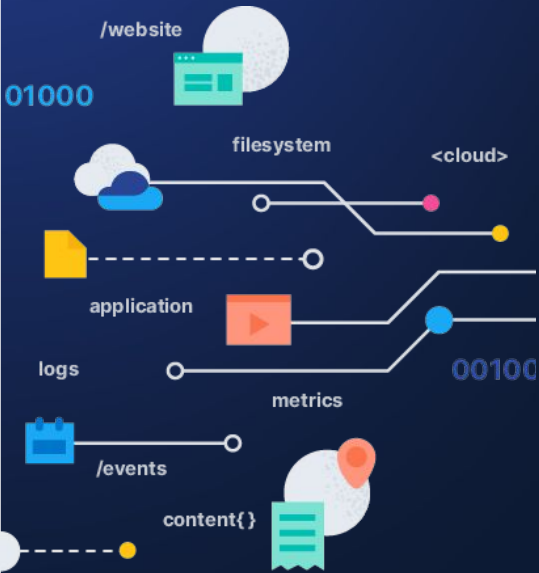 /website
01000
filesystem
<cloud>
application
logs
00100
metrics
/events
content{}